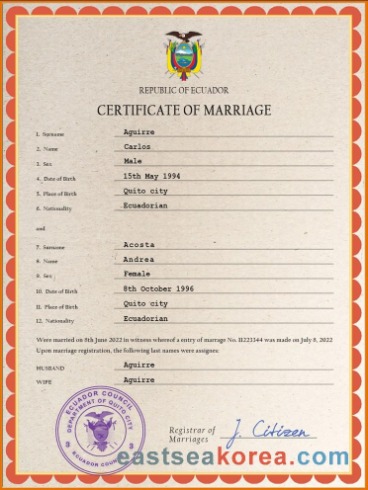 REPUBLIC OF ECUADOR
CERTIFICATE OF MARRIAGE
1. Surname Aguirre
2. Name Carlos
3. Sex Male
4. Date of Birth 15th May 1994
5. Place of Birth Quito city
6. Nationality Ecuadorian
and
7. Surname Acosta
8. Name Andrea
9. Sex Female
10. Date of Birth 8th October 1996
11. Place of Birth Quito city
12. Nationality Ecuadorian
Were married on 8th June 2022 in witness whereof a entry of marriage No. II221344 was made on July 8, 2022
Upon marriage registration, the following last names were assigne:
HUSBAND Aguirre
WIFE Aguirre
ECUADOR COUNCIL
DEPARTMENT OF QUITO CITY
ECUADOR COUNCIL
Registrar of
Marriages
J. Citizen
eastseakorea.com